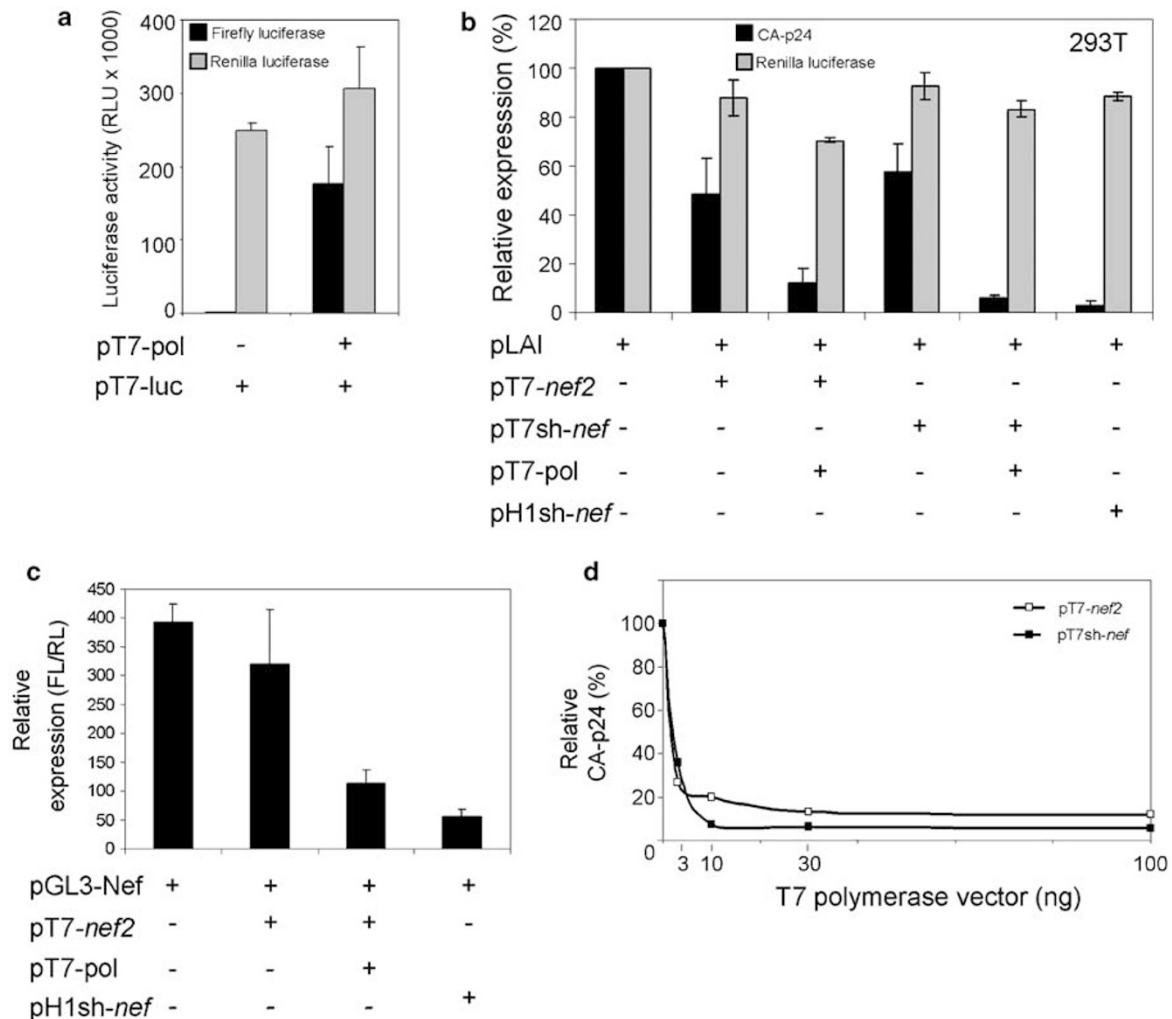 a
Luciferase activity (RLU x 1000)
400
300
200
100
0
Firefly luciferase
Renilla luciferase
pT7-pol - +
pT7-luc + +
b
Relative expresssion (%)
120
100
80
60
40
20
0
CA-p24
Renilla luciferase
293T
pLAI + + + + + +
pT7-nef2 - + + - - -
pT7sh-nef - - - + + -
pT7-pol - - + - + -
pH1sh-nef - - - - - +
c
Relative
expression (FL/RL)
450
400
350
300
250
200
150
100
50
0
pGL3-Nef + + + +
pT7-nef2 - + + -
pT7-pol - - + -
pH1sh-nef - - - +
d
Relative
CA-p24 (%)
100
80
60
40
20
0
pT7-nef2
pT7sh-nef
3 10 30 100
T7 polymerase vector (ng)